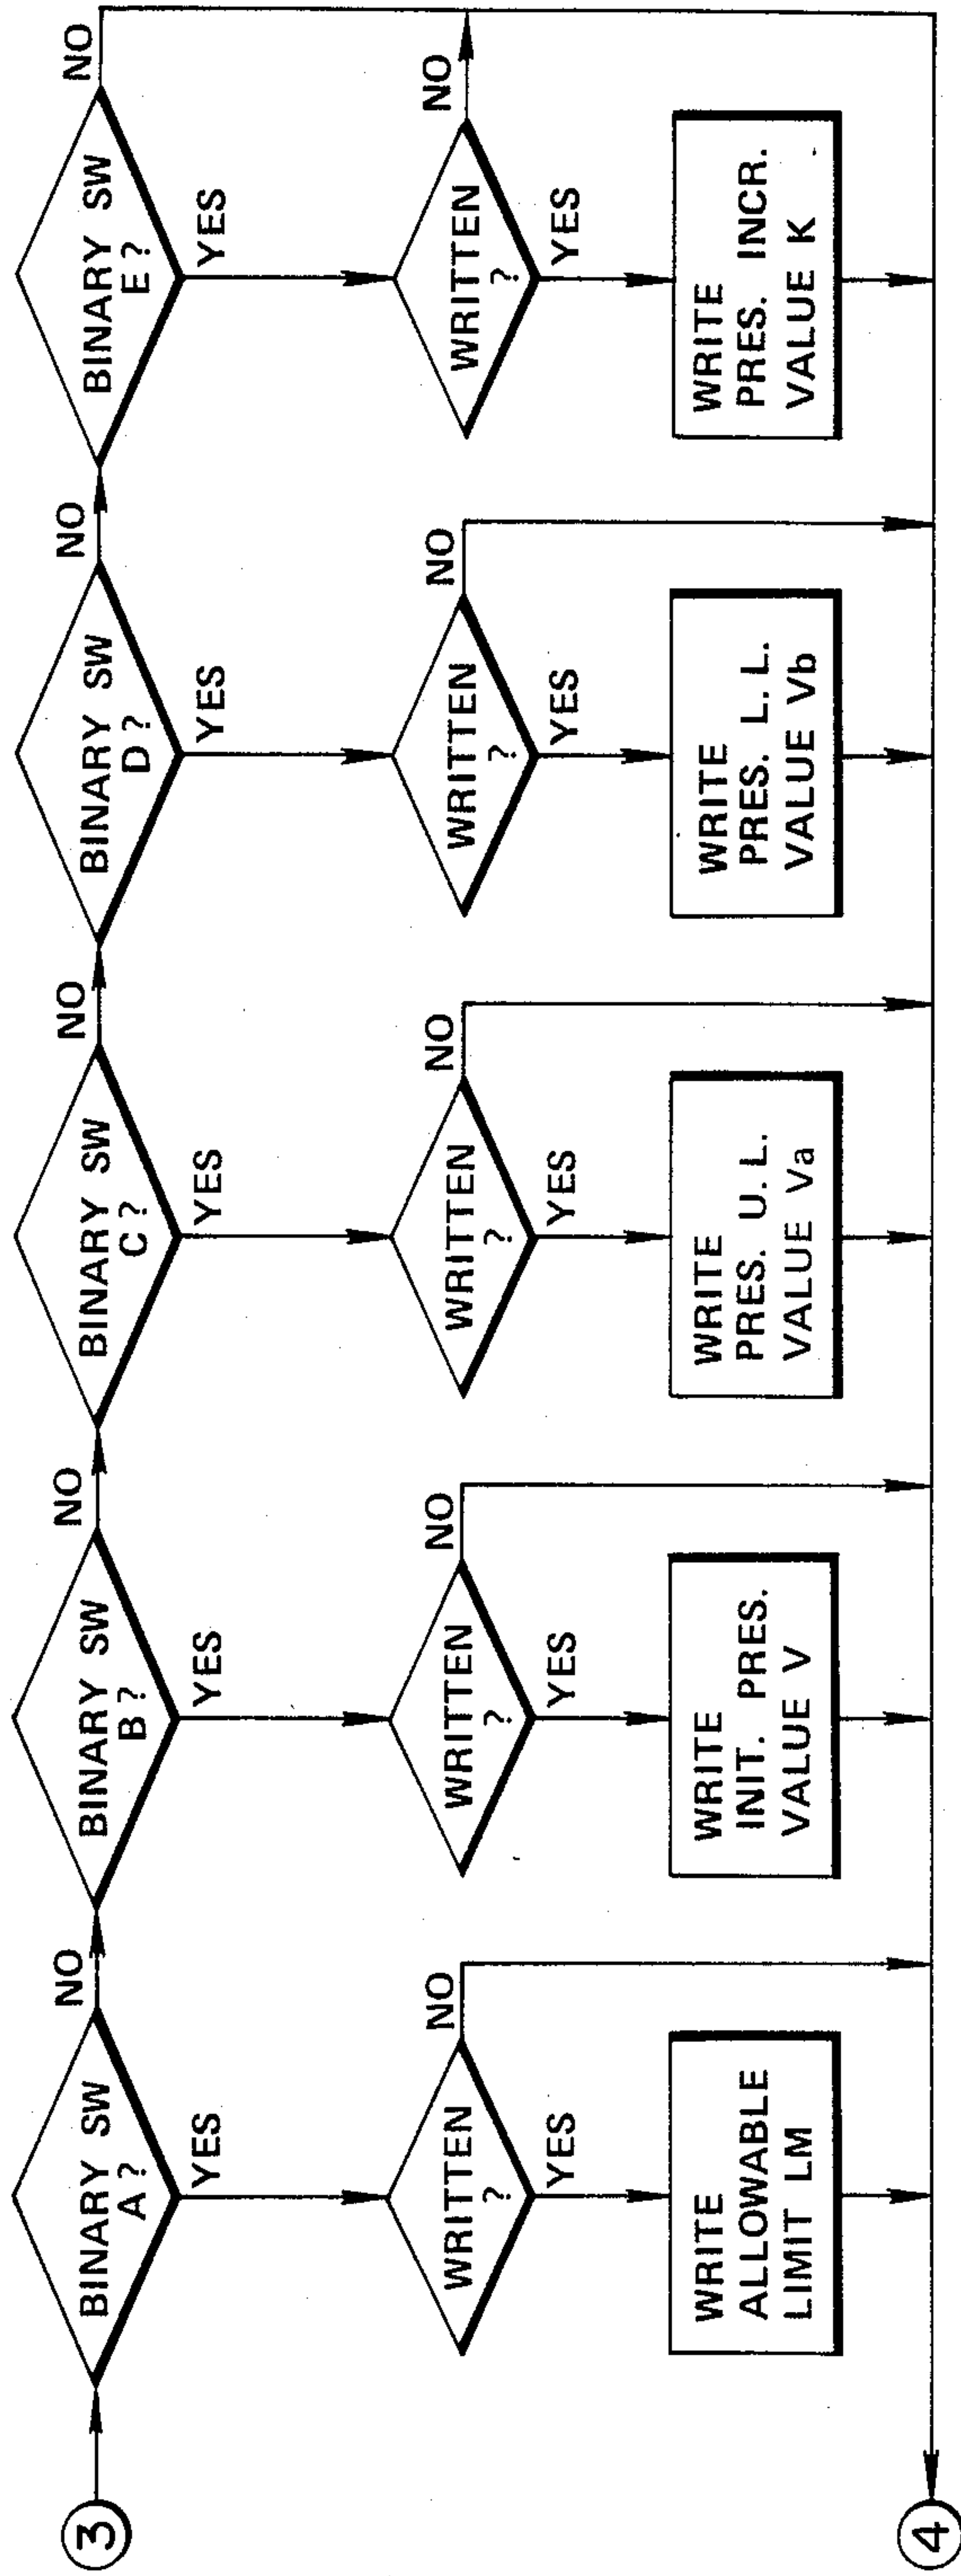 3
BINARY SW
A?
NO
YES
WRITTEN
?
NO
YES
WRITE
ALLOWABLE
LIMIT LM
BINARY SW
B?
NO
YES
WRITTEN
?
NO
YES
WRITE
INIT. PRES.
VALUE V
BINARY SW
C?
NO
YES
WRITTEN
?
NO
YES
WRITE
PRES. U.L.
VALUE Va
BINARY SW
D?
NO
YES
WRITTEN
?
NO
YES
WRITE
PRES. L.L.
VALUE Vb
BINARY SW
E?
NO
YES
WRITTEN
?
NO
YES
WRITE
PRES. INCR.
VALUE K
4